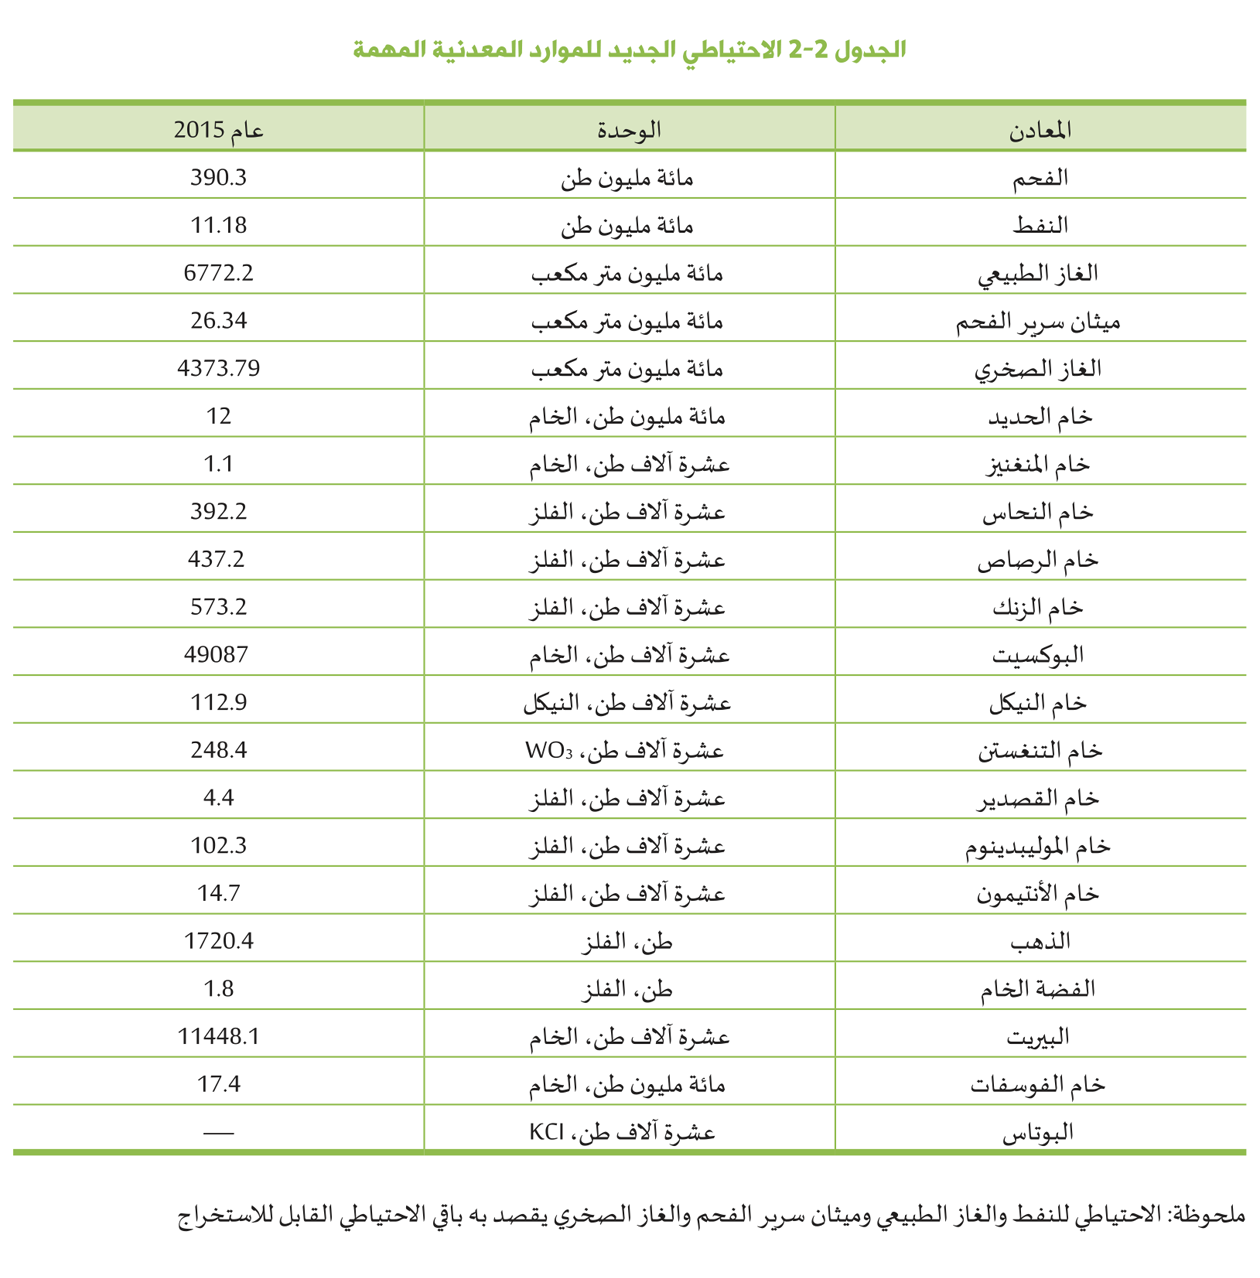 الجدول 2-2 الاحتياطي الجديد للموارد المعدنية المهمة
المعادن الوحدة عام 2015
الفحم مائة مليون طن 390.3
النفط مائة مليون طن 11.18
الغاز الطبيعي مائة مليون متر مكعب 6772.2
ميثان سرير الفحم مائة مليون متر مكعب 26.34
الغاز الصخري مائة مليون متر مكعب 4373.79
خام الحديد مائة مليون طن، الخام 12
خام المنغنيز عشرة آلاف طن، الخام 1.1
خام النحاس عشرة آلاف طن، الفلز 392.2
خام الرصاص عشرة آلاف طن، الفلز 437.2
خام الزنك عشرة آلاف طن، الفلز 573.2
البوكسيت عشرة آلاف طن، الخام 49087
خام النيكل عشرة آلاف طن، النيكل 112.9
خام التنغستن عشرة آلاف طن، WO₃ 248.4
خام القصدير عشرة آلاف طن، الفلز 4.4
خام الموليبدينوم عشرة آلاف طن، الفلز 102.3
خام الأنتيمون عشرة آلاف طن، الفلز 14.7
الذهب طن، الفلز 1720.4
الفضة الخام طن، الفلز 1.8
البيريت عشرة آلاف طن، الخام 11448.1
خام الفوسفات مائة مليون طن، الخام 17.4
البوتاس عشرة آلاف طن، KCl —
ملحوظة: الاحتياطي للنفط والغاز الطبيعي وميثان سرير الفحم والغاز الصخري يقصد به باقي الاحتياطي القابل للاستخراج